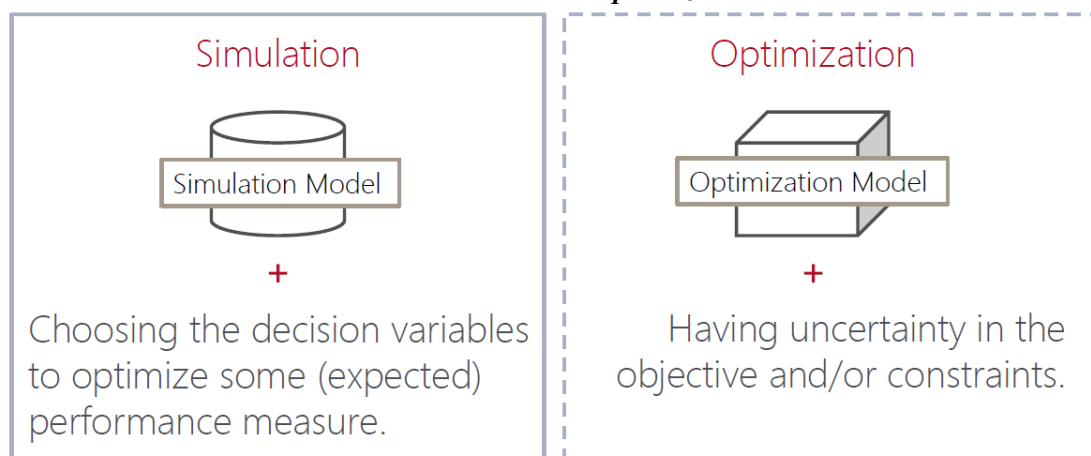 Simulation
Simulation Model
+
Choosing the decision variables
to optimize some (expected)
performance measure.
Optimization
Optimization Model
+
Having uncertainty in the
objective and/or constraints.